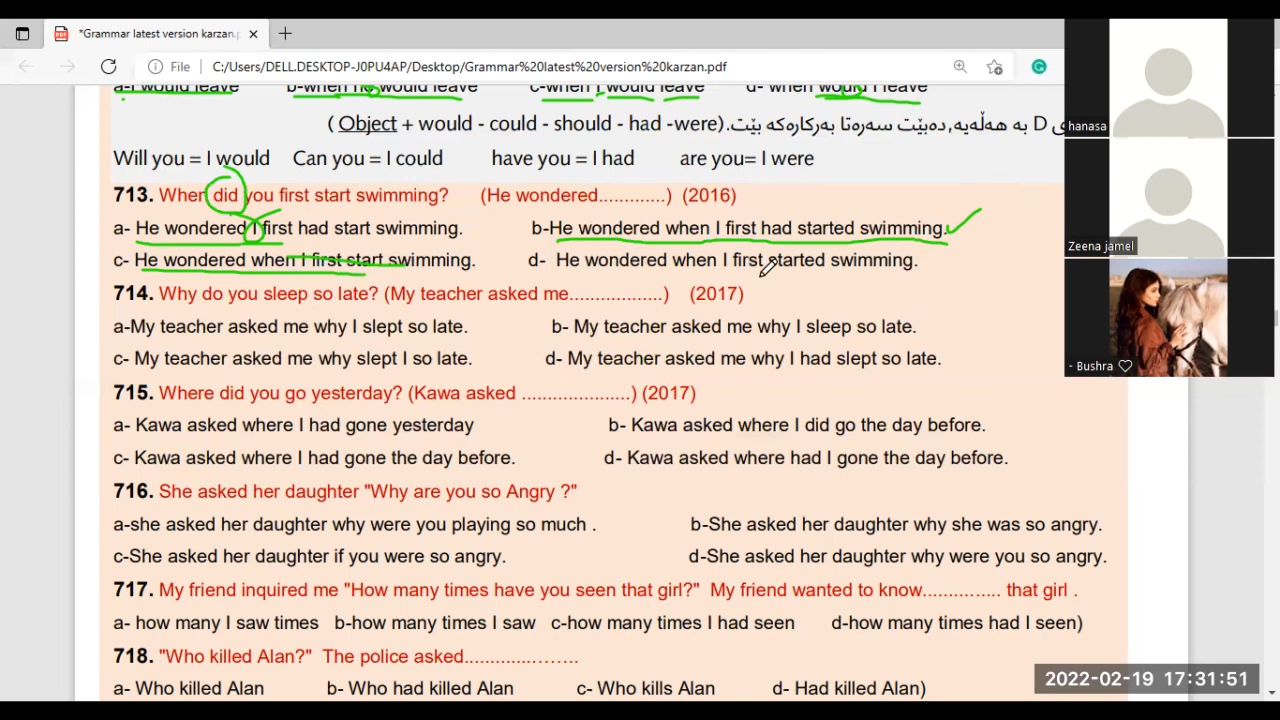 *Grammar latest version karzan.p
File
C:/Users/DELL.DESKTOP-J0PU4AP/Desktop/Grammar%20latest%20version%20karzan.pdf
a-I would leave b-when he would leave c-when I would leave d- when would I leave
D بە هەڵەیە, دەبێت سەرەتا بەرکارەکە بێت.(Object + would - could - should - had -were )
Will you = I would Can you = I could have you = I had are you= I were
713. When did you first start swimming? (He wondered.............) (2016)
a- He wondered I first had start swimming. b-He wondered when I first had started swimming.
c- He wondered when I first start swimming. d- He wondered when I first started swimming.
714. Why do you sleep so late? (My teacher asked me..................) (2017)
a-My teacher asked me why I slept so late. b- My teacher asked me why I sleep so late.
c- My teacher asked me why slept I so late. d- My teacher asked me why I had slept so late.
715. Where did you go yesterday? (Kawa asked .....................) (2017)
a- Kawa asked where I had gone yesterday b- Kawa asked where I did go the day before.
c- Kawa asked where I had gone the day before. d- Kawa asked where had I gone the day before.
716. She asked her daughter "Why are you so Angry ?"
a-she asked her daughter why were you playing so much . b-She asked her daughter why she was so angry.
c-She asked her daughter if you were so angry. d-She asked her daughter why were you so angry.
717. My friend inquired me "How many times have you seen that girl?" My friend wanted to know............... that girl .
a- how many I saw times b-how many times I saw c-how many times I had seen d-how many times had I seen)
718. "Who killed Alan?" The police asked.....................
a- Who killed Alan b- Who had killed Alan c- Who kills Alan d- Had killed Alan)
hanasa
Zeena jamel
- Bushra ♡
2022-02-19 17:31:51